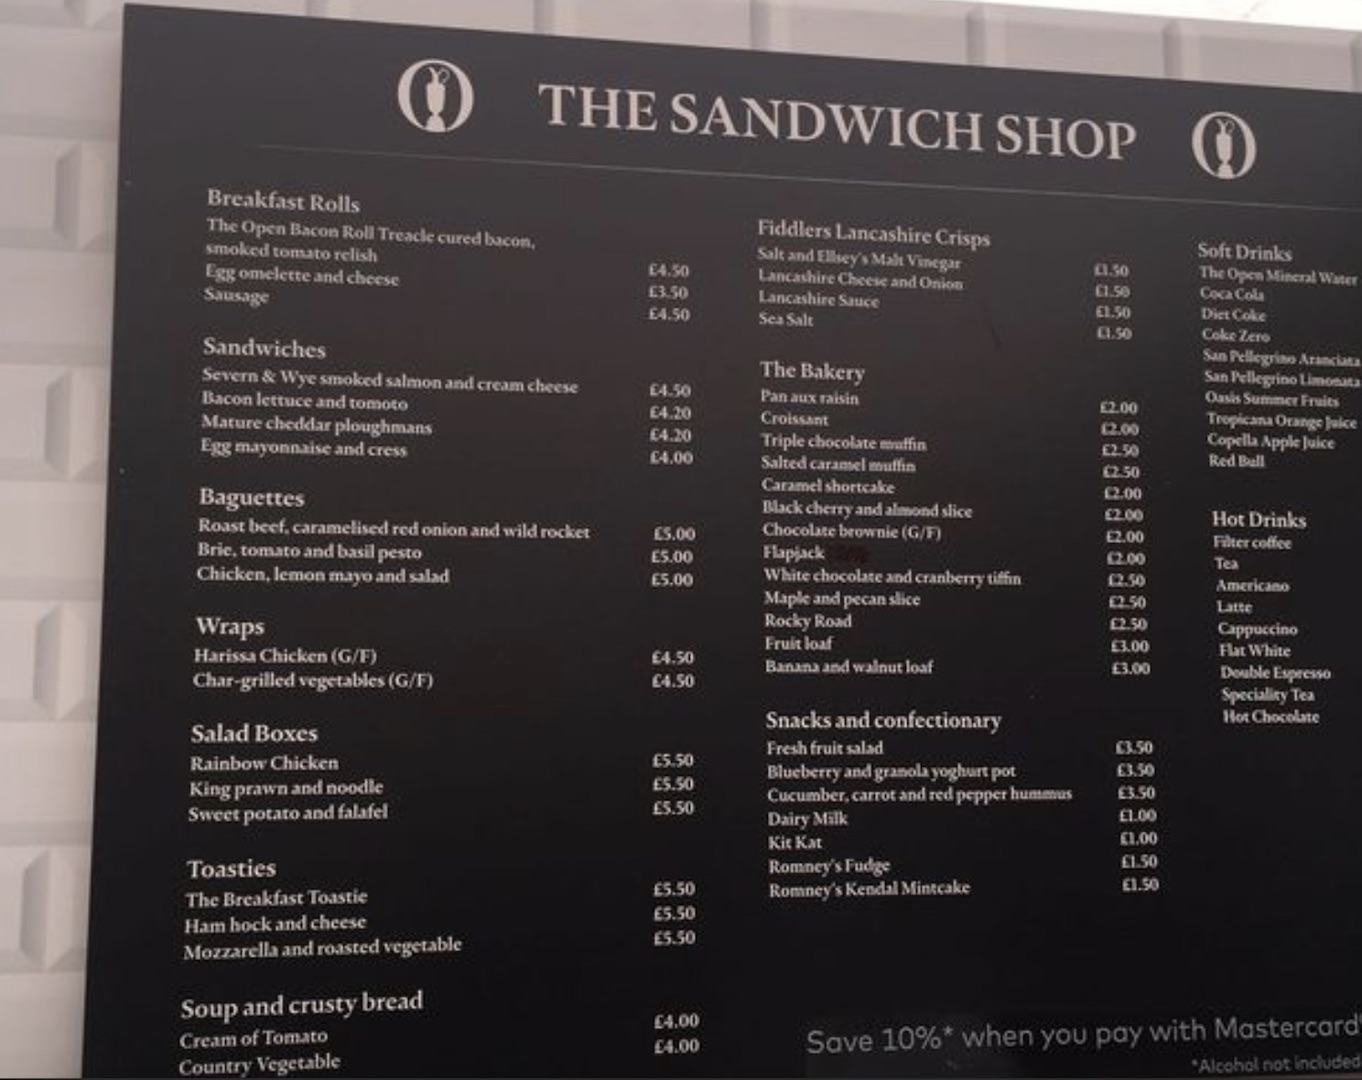 THE SANDWICH SHOP
Breakfast Rolls
The Open Bacon Roll Treacle cured bacon,
smoked tomato relish £4.50
Egg omelette and cheese £3.50
Sausage £4.50
Sandwiches
Severn & Wye smoked salmon and cream cheese £4.50
Bacon lettuce and tomoto £4.20
Mature cheddar ploughmans £4.20
Egg mayonnaise and cress £4.00
Baguettes
Roast beef, caramelised red onion and wild rocket £5.00
Brie, tomato and basil pesto £5.00
Chicken, lemon mayo and salad £5.00
Wraps
Harissa Chicken (G/F) £4.50
Char-grilled vegetables (G/F) £4.50
Salad Boxes
Rainbow Chicken £5.50
King prawn and noodle £5.50
Sweet potato and falafel £5.50
Toasties
The Breakfast Toastie £5.50
Ham hock and cheese £5.50
Mozzarella and roasted vegetable £5.50
Soup and crusty bread
Cream of Tomato £4.00
Country Vegetable £4.00
Fiddlers Lancashire Crisps
Salt and Ellsey's Malt Vinegar £1.50
Lancashire Cheese and Onion £1.50
Lancashire Sauce £1.50
Sea Salt £1.50
The Bakery
Pan aux raisin £2.00
Croissant £2.00
Triple chocolate muffin £2.50
Salted caramel muffin £2.50
Caramel shortcake £2.00
Black cherry and almond slice £2.00
Chocolate brownie (G/F) £2.00
Flapjack £2.00
White chocolate and cranberry tiffin £2.50
Maple and pecan slice £2.50
Rocky Road £2.50
Fruit loaf £3.00
Banana and walnut loaf £3.00
Snacks and confectionary
Fresh fruit salad £3.50
Blueberry and granola yoghurt pot £3.50
Cucumber, carrot and red pepper hummus £3.50
Dairy Milk £1.00
Kit Kat £1.00
Romney's Fudge £1.50
Romney's Kendal Mintcake £1.50
Soft Drinks
The Open Mineral Water
Coca Cola
Diet Coke
Coke Zero
San Pellegrino Aranciata
San Pellegrino Limonata
Oasis Summer Fruits
Tropicana Orange Juice
Copella Apple Juice
Red Bull
Hot Drinks
Filter coffee
Tea
Americano
Latte
Cappuccino
Flat White
Double Espresso
Speciality Tea
Hot Chocolate
Save 10%* when you pay with Mastercard
*Alcohol not included